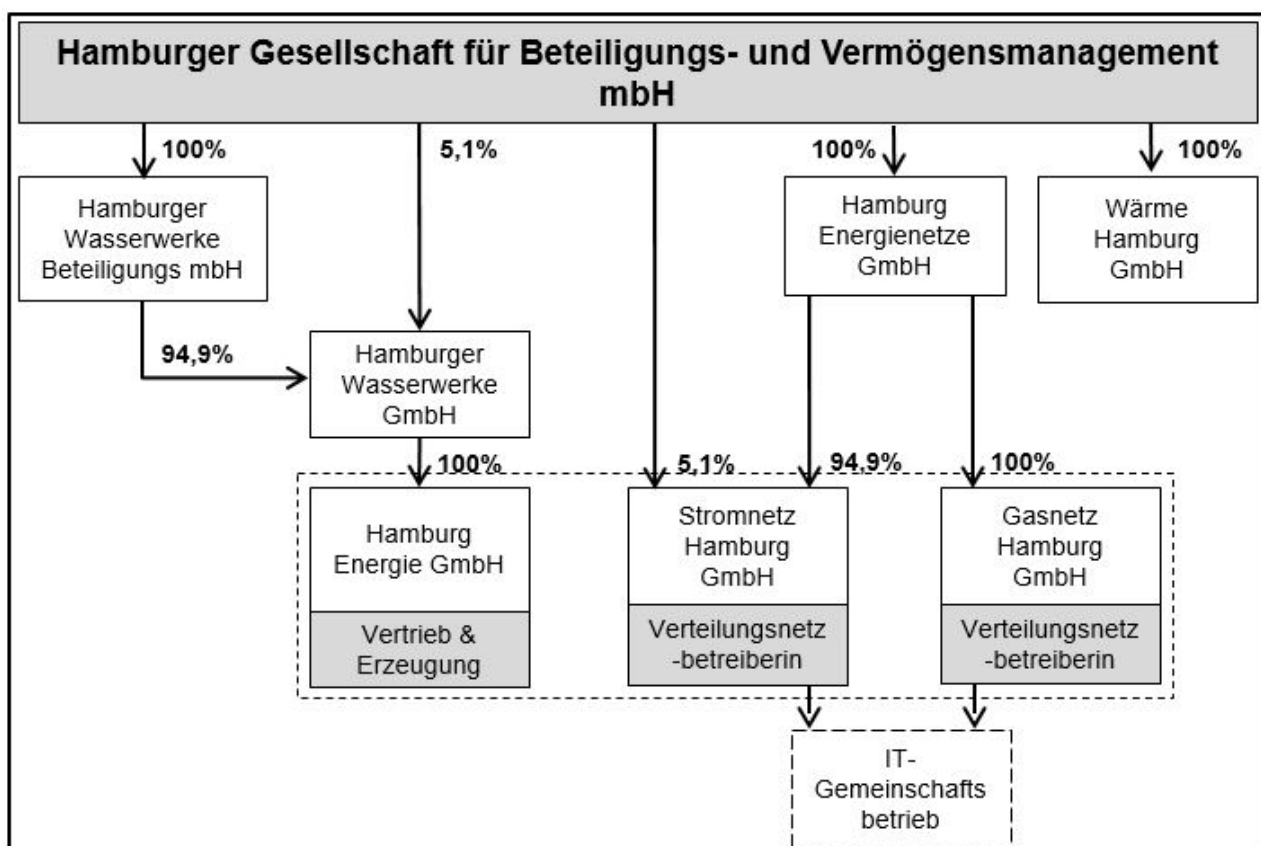 Hamburger Gesellschaft für Beteiligungs- und Vermögensmanagement
mbH
100%
5,1%
100%
100%
Hamburger
Wasserwerke
Beteiligungs mbH
Hamburg
Energienetze
GmbH
Wärme
Hamburg
GmbH
94,9%
Hamburger
Wasserwerke
GmbH
100%
5,1%
94,9%
100%
Hamburg
Energie GmbH
Vertrieb &
Erzeugung
Stromnetz
Hamburg
GmbH
Verteilungsnetz
-betreiberin
Gasnetz
Hamburg
GmbH
Verteilungsnetz
-betreiberin
IT-
Gemeinschafts
betrieb